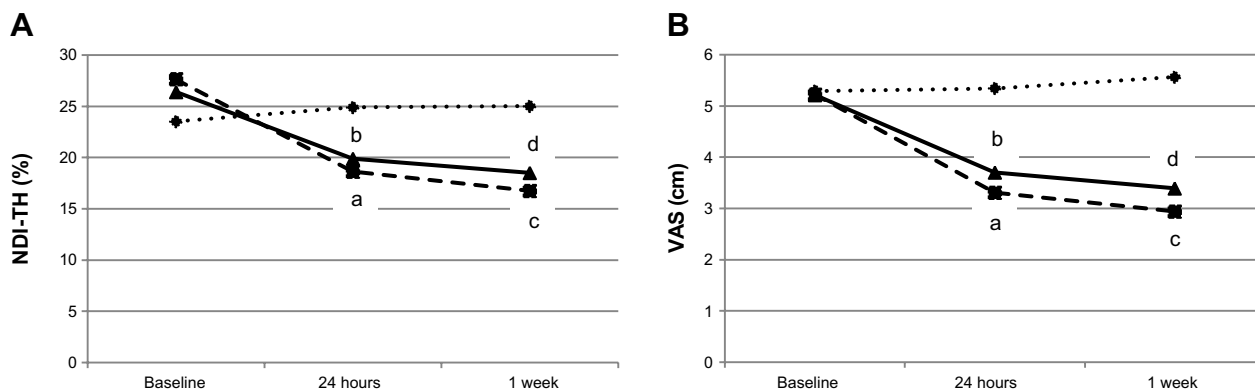 A
NDI-TH (%)
30
25
20
15
10
5
0
b
d
a
c
Baseline 24 hours 1 week
B
VAS (cm)
6
5
4
3
2
1
0
b
d
a
c
Baseline 24 hours 1 week